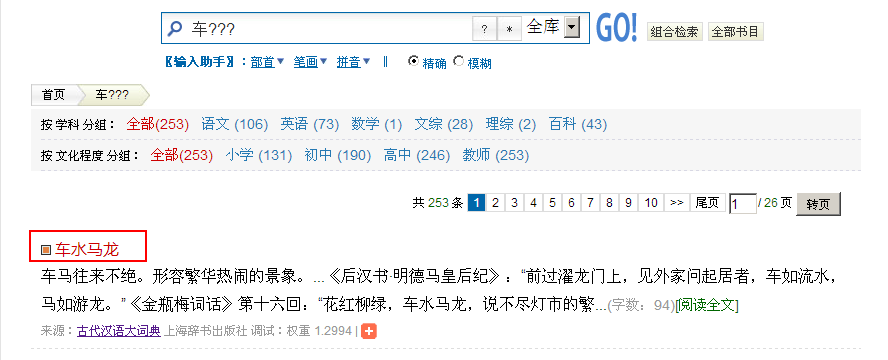 车??? ? * 全库 GO! 组合检索 全部书目
〖输入助手〗：部首 笔画 拼音 ‖ 精确 模糊
首页 车???
按学科分组： 全部(253) 语文 (106) 英语 (73) 数学 (1) 文综 (28) 理综 (2) 百科 (43)
按文化程度分组： 全部(253) 小学 (131) 初中 (190) 高中 (246) 教师 (253)
共 253 条 1 2 3 4 5 6 7 8 9 10 >> 尾页 1 / 26 页 转页
车水马龙
车马往来不绝。形容繁华热闹的景象。...《后汉书·明德马皇后纪》：“前过濯龙门上，见外家问起居者，车如流水，
马如游龙。”《金瓶梅词话》第十六回：“花红柳绿，车水马龙，说不尽灯市的繁...(字数：94)[阅读全文]
来源：古代汉语大词典 上海辞书出版社 调试：权重 1.2994 |